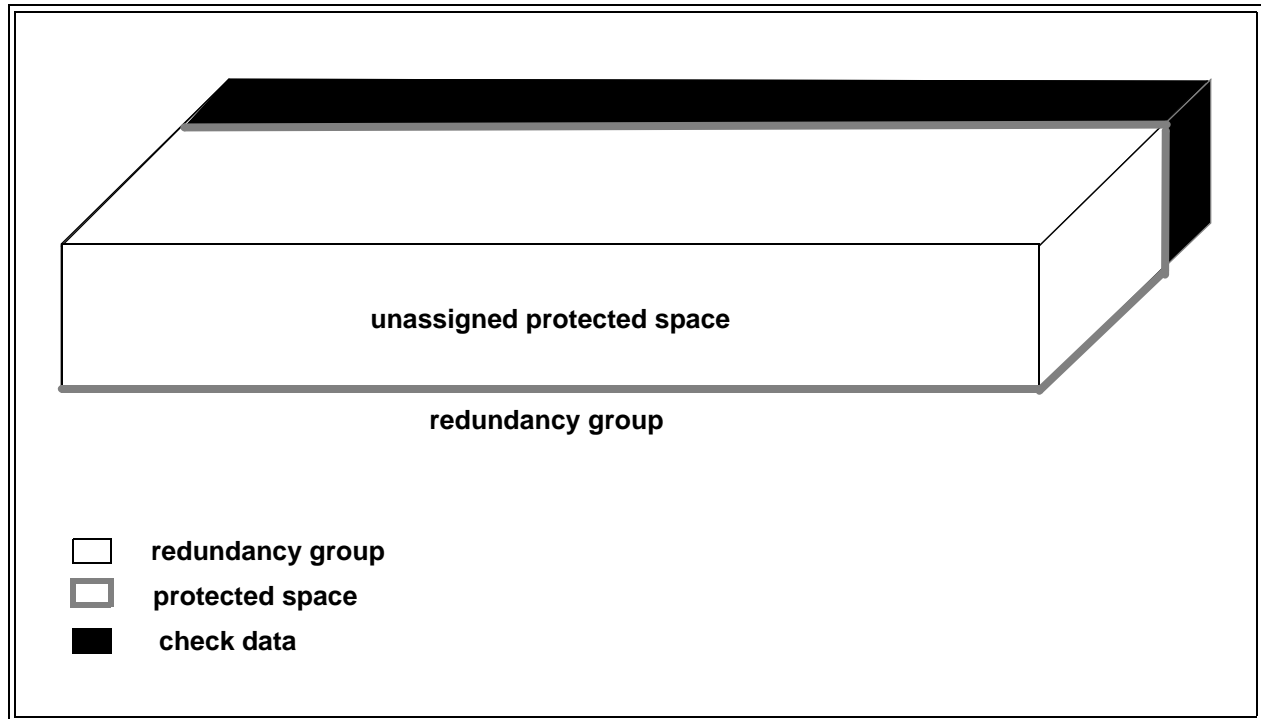 unassigned protected space
redundancy group
redundancy group
protected space
check data